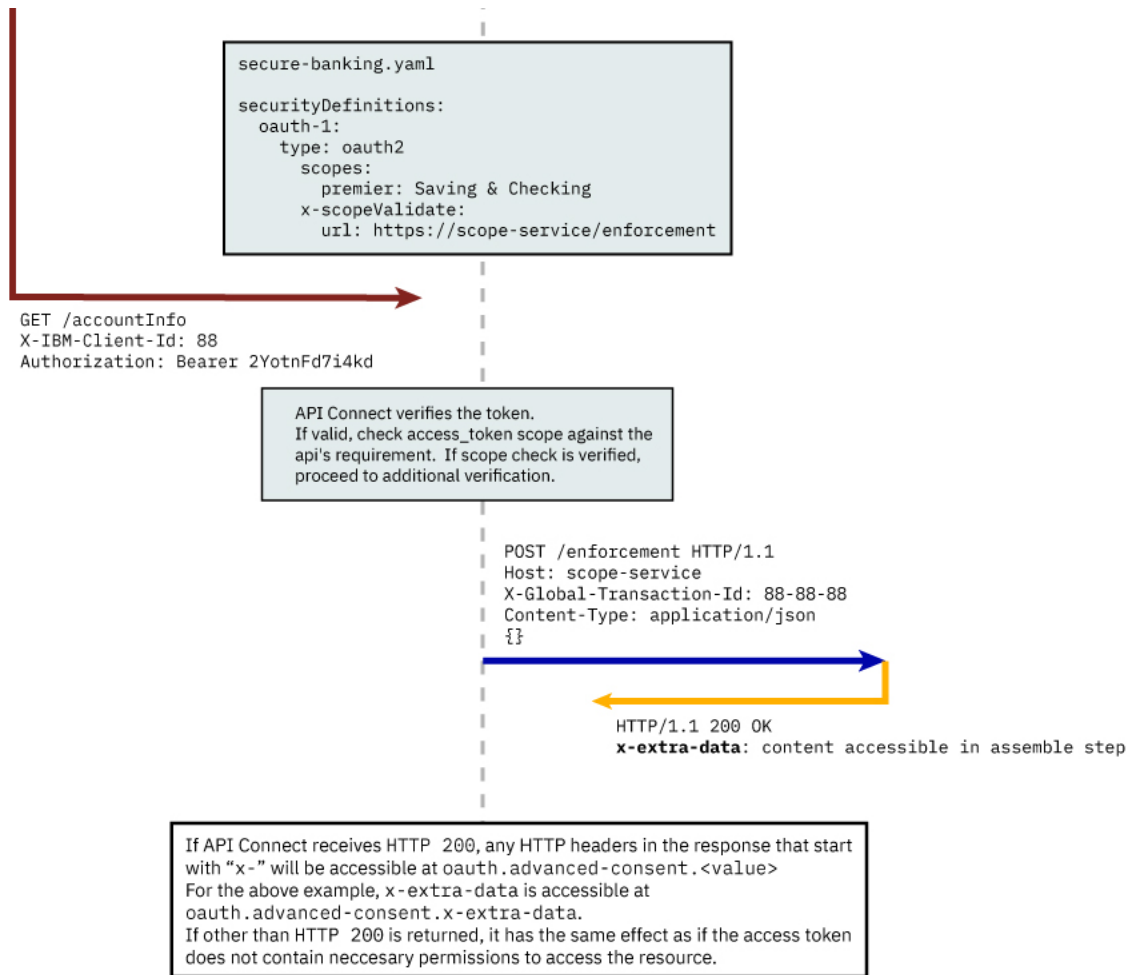 secure-banking.yaml
securityDefinitions:
oauth-1:
type: oauth2
scopes:
premier: Saving & Checking
x-scopeValidate:
url: https://scope-service/enforcement
GET /accountInfo
X-IBM-Client-Id: 88
Authorization: Bearer 2YotnFd7i4kd
API Connect verifies the token.
If valid, check access_token scope against the
api's requirement. If scope check is verified,
proceed to additional verification.
POST /enforcement HTTP/1.1
Host: scope-service
X-Global-Transaction-Id: 88-88-88
Content-Type: application/json
{}
HTTP/1.1 200 OK
x-extra-data: content accessible in assemble step
If API Connect receives HTTP 200, any HTTP headers in the response that start
with “x-” will be accessible at oauth.advanced-consent.<value>
For the above example, x-extra-data is accessible at
oauth.advanced-consent.x-extra-data.
If other than HTTP 200 is returned, it has the same effect as if the access token
does not contain neccesary permissions to access the resource.